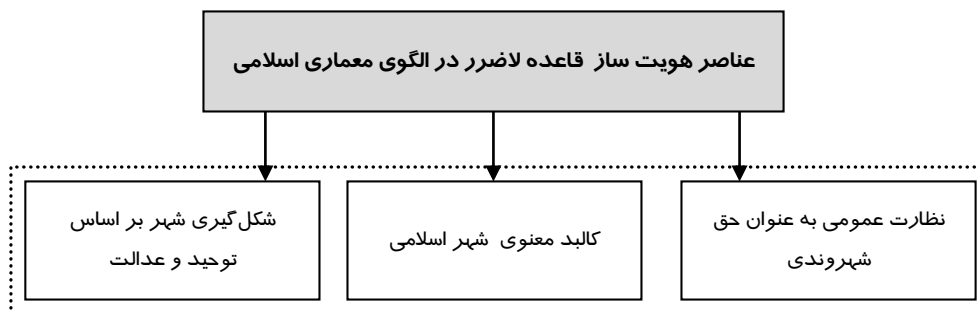 عناصر هویت ساز قاعده لاضرر در الگوی معماری اسلامی
نظارت عمومی به عنوان حق
شهروندی
کالبد معنوی شهر اسلامی
شکل‌گیری شهر بر اساس
توحید و عدالت